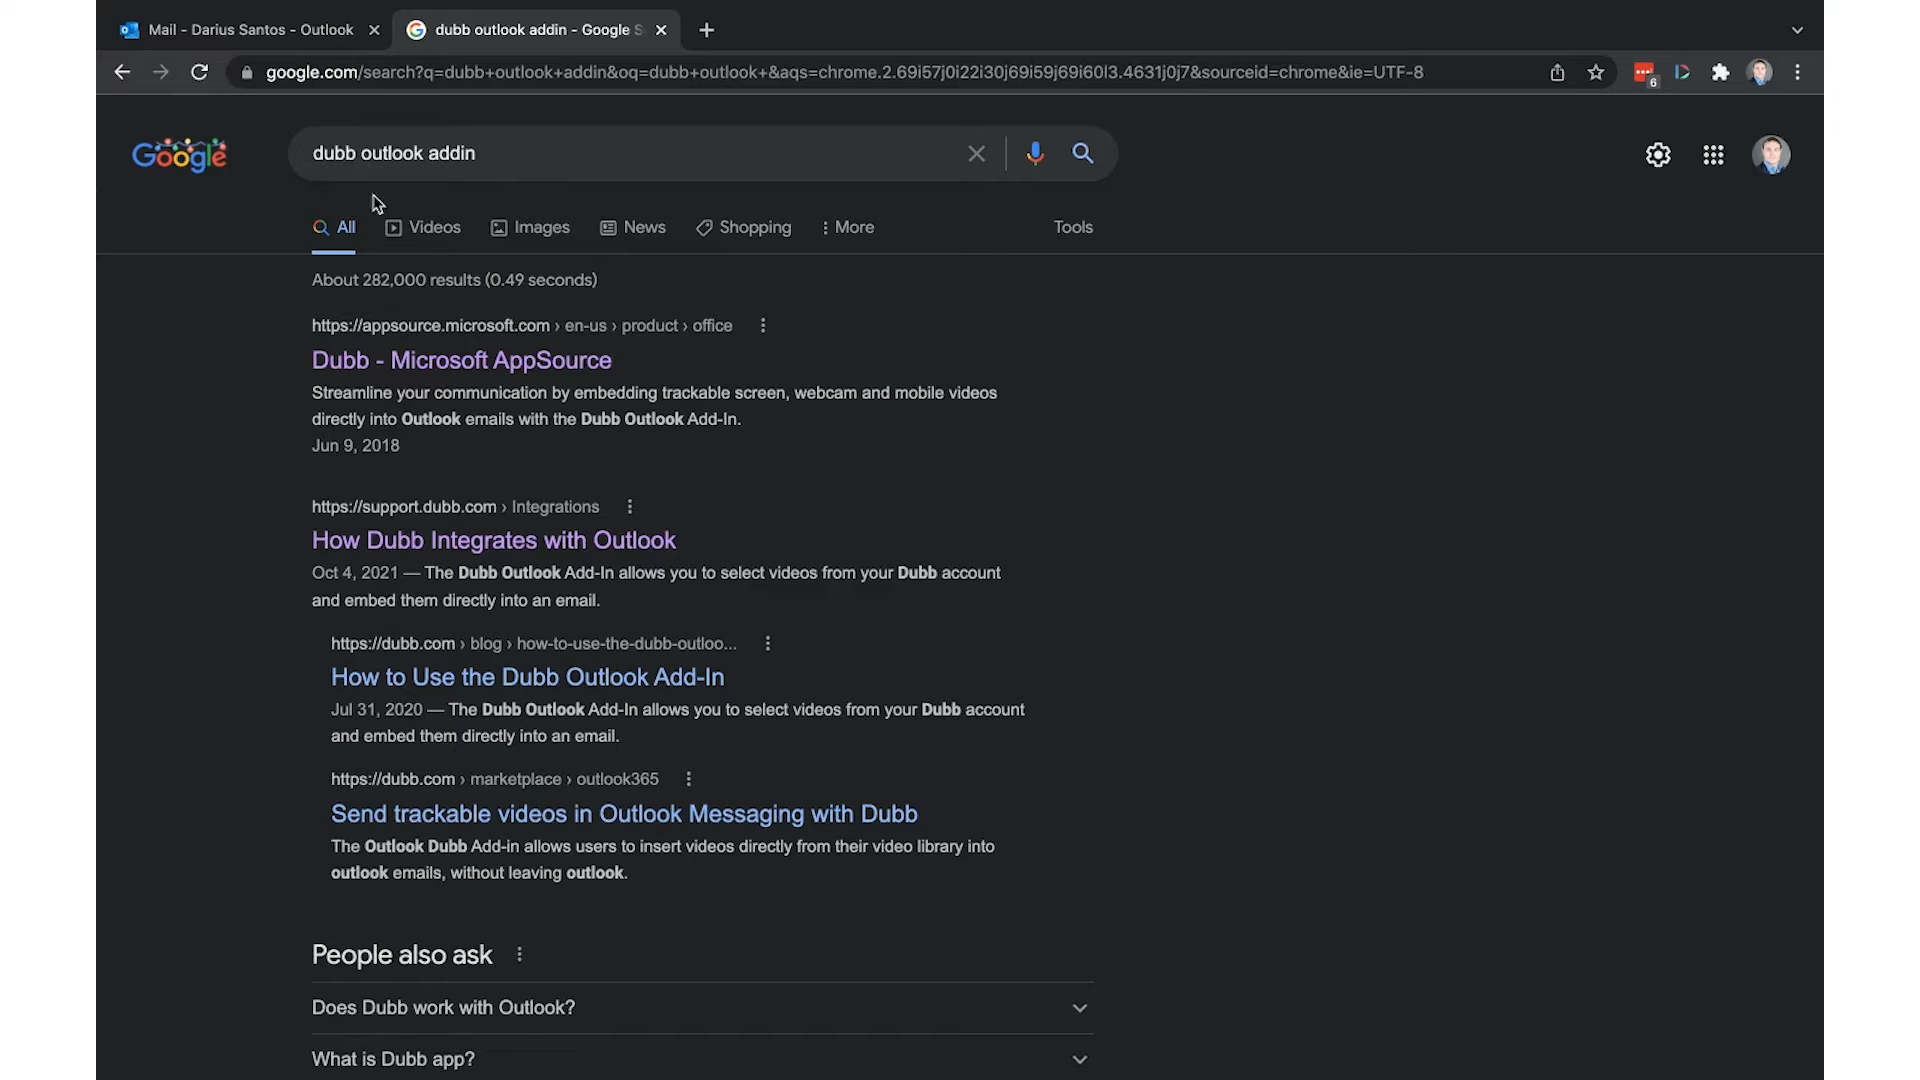 Mail - Darius Santos - Outlook
dubb outlook addin - Google S
google.com/search?q=dubb+outlook+addin&oq=dubb+outlook+&aqs=chrome.2.69i57j0i22i30j69i59j69i60l3.4631j0j7&sourceid=chrome&ie=UTF-8
6
Google
dubb outlook addin
All
Videos
Images
News
Shopping
More
Tools
About 282,000 results (0.49 seconds)
https://appsource.microsoft.com › en-us › product › office
Dubb - Microsoft AppSource
Streamline your communication by embedding trackable screen, webcam and mobile videos
directly into Outlook emails with the Dubb Outlook Add-In.
Jun 9, 2018
https://support.dubb.com › Integrations
How Dubb Integrates with Outlook
Oct 4, 2021 — The Dubb Outlook Add-In allows you to select videos from your Dubb account
and embed them directly into an email.
https://dubb.com › blog › how-to-use-the-dubb-outloo...
How to Use the Dubb Outlook Add-In
Jul 31, 2020 — The Dubb Outlook Add-In allows you to select videos from your Dubb account
and embed them directly into an email.
https://dubb.com › marketplace › outlook365
Send trackable videos in Outlook Messaging with Dubb
The Outlook Dubb Add-in allows users to insert videos directly from their video library into
outlook emails, without leaving outlook.
People also ask
Does Dubb work with Outlook?
What is Dubb app?